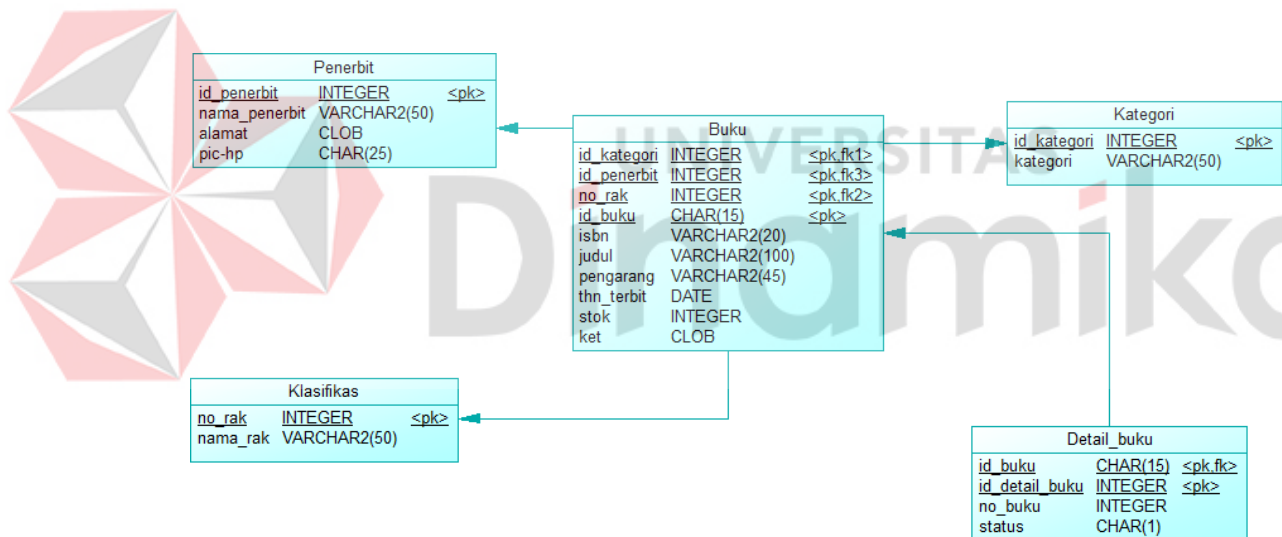 Penerbit
id_penerbit INTEGER <pk>
nama_penerbit VARCHAR2(50)
alamat CLOB
pic-hp CHAR(25)
Buku
id_kategori INTEGER <pk,fk1>
id_penerbit INTEGER <pk,fk3>
no_rak INTEGER <pk,fk2>
id_buku CHAR(15) <pk>
isbn VARCHAR2(20)
judul VARCHAR2(100)
pengarang VARCHAR2(45)
thn_terbit DATE
stok INTEGER
ket CLOB
Kategori
id_kategori INTEGER <pk>
kategori VARCHAR2(50)
Klasifikas
no_rak INTEGER <pk>
nama_rak VARCHAR2(50)
Detail_buku
id_buku CHAR(15) <pk,fk>
id_detail_buku INTEGER <pk>
no_buku INTEGER
status CHAR(1)
UNIVERSITAS
Dinamika